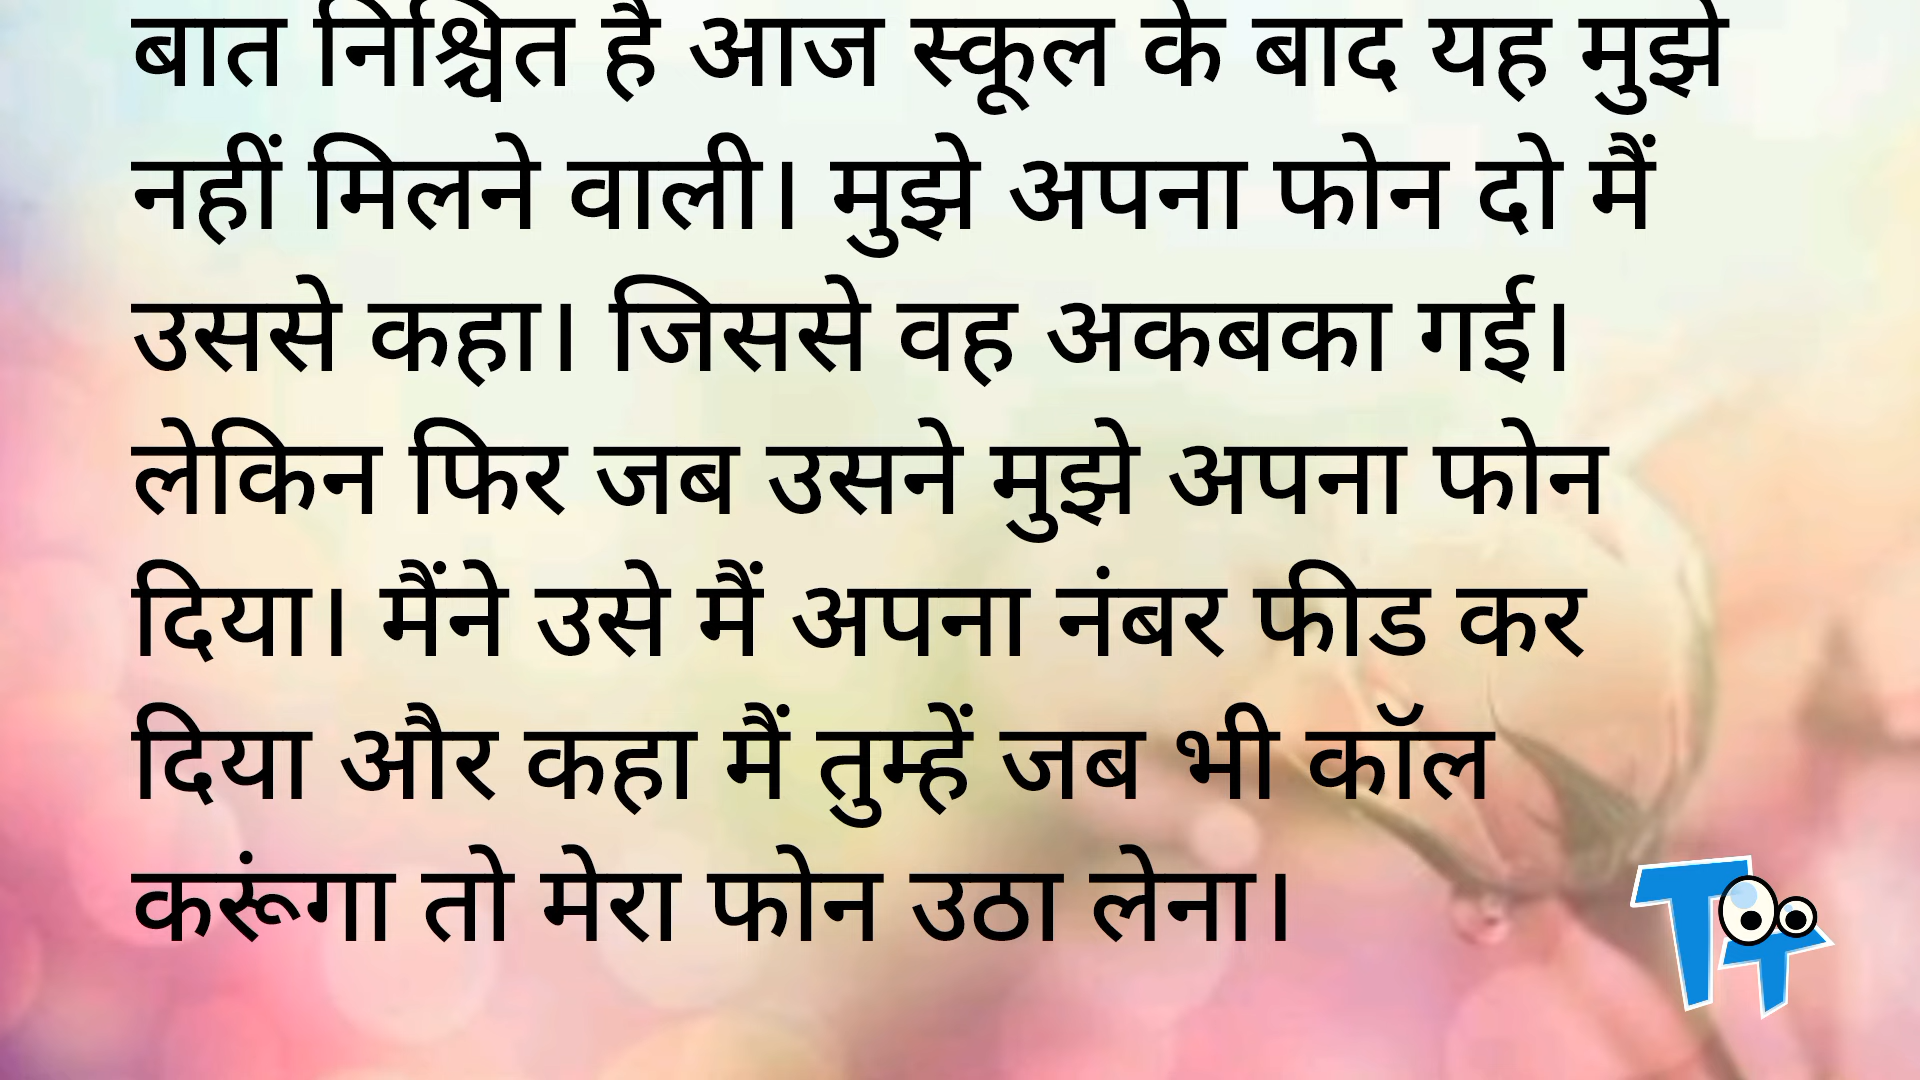 बात निश्चित है आज स्कूल के बाद यह मुझे
नहीं मिलने वाली। मुझे अपना फोन दो मैं
उससे कहा। जिससे वह अकबका गई।
लेकिन फिर जब उसने मुझे अपना फोन
दिया। मैंने उसे मैं अपना नंबर फीड कर
दिया और कहा मैं तुम्हें जब भी कॉल
करूंगा तो मेरा फोन उठा लेना।
TT